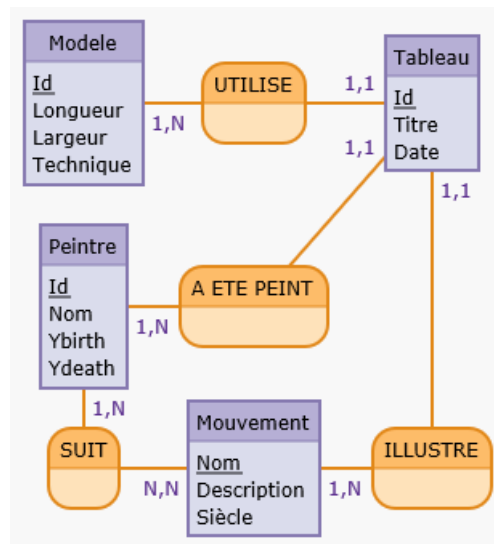 Modele
Id
Longueur
Largeur
Technique
1,N
UTILISE
1,1
Tableau
Id
Titre
Date
1,1
1,1
Peintre
Id
Nom
Ybirth
Ydeath
1,N
A ETE PEINT
1,N
SUIT
N,N
Mouvement
Nom
Description
Siècle
1,N
ILLUSTRE